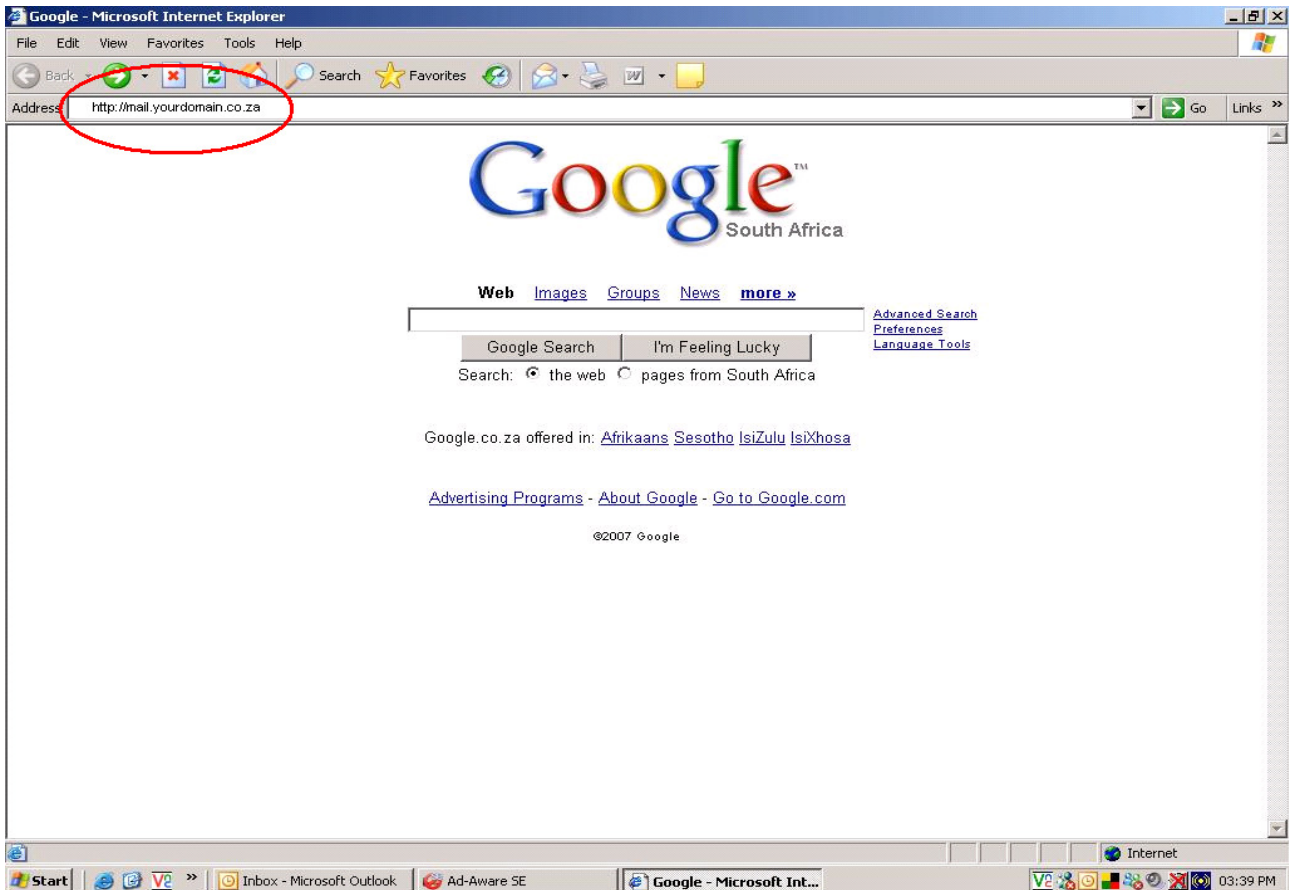 Google - Microsoft Internet Explorer
File Edit View Favorites Tools Help
Back Search Favorites
Address http://mail.yourdomain.co.za Go Links »
Google™
South Africa
Web Images Groups News more »
Advanced Search
Preferences
Language Tools
Google Search I'm Feeling Lucky
Search: the web pages from South Africa
Google.co.za offered in: Afrikaans Sesotho IsiZulu IsiXhosa
Advertising Programs - About Google - Go to Google.com
©2007 Google
Internet
Start » Inbox - Microsoft Outlook Ad-Aware SE Google - Microsoft Int... 03:39 PM